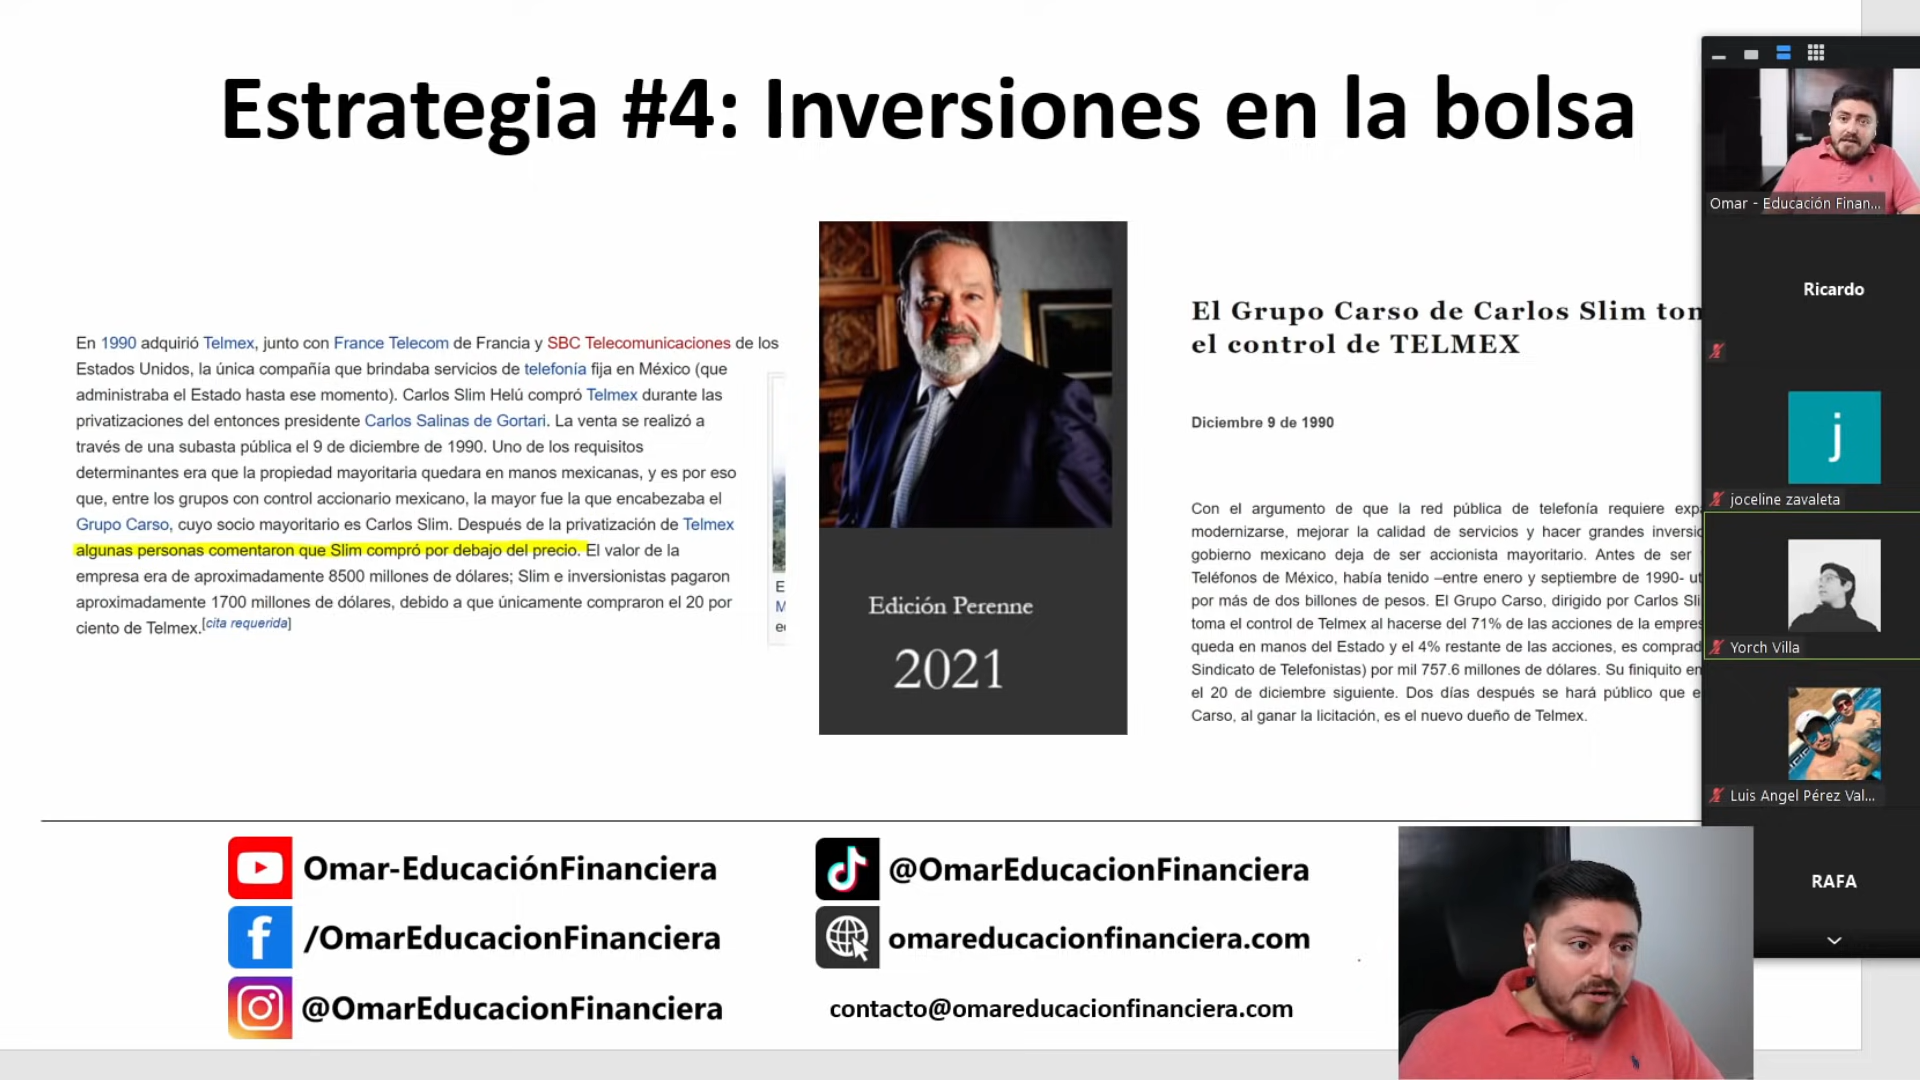 Estrategia #4: Inversiones en la bolsa
En 1990 adquirió Telmex, junto con France Telecom de Francia y SBC Telecomunicaciones de los
Estados Unidos, la única compañía que brindaba servicios de telefonía fija en México (que
administraba el Estado hasta ese momento). Carlos Slim Helú compró Telmex durante las
privatizaciones del entonces presidente Carlos Salinas de Gortari. La venta se realizó a
través de una subasta pública el 9 de diciembre de 1990. Uno de los requisitos
determinantes era que la propiedad mayoritaria quedara en manos mexicanas, y es por eso
que, entre los grupos con control accionario mexicano, la mayor fue la que encabezaba el
Grupo Carso, cuyo socio mayoritario es Carlos Slim. Después de la privatización de Telmex
algunas personas comentaron que Slim compró por debajo del precio. El valor de la
empresa era de aproximadamente 8500 millones de dólares; Slim e inversionistas pagaron
aproximadamente 1700 millones de dólares, debido a que únicamente compraron el 20 por
ciento de Telmex.[cita requerida]
E
M
Edición Perenne
2021
El Grupo Carso de Carlos Slim tom
el control de TELMEX
Diciembre 9 de 1990
Con el argumento de que la red pública de telefonía requiere exp
modernizarse, mejorar la calidad de servicios y hacer grandes inversi
gobierno mexicano deja de ser accionista mayoritario. Antes de ser
Teléfonos de México, había tenido –entre enero y septiembre de 1990- ut
por más de dos billones de pesos. El Grupo Carso, dirigido por Carlos Sli
toma el control de Telmex al hacerse del 71% de las acciones de la empres
queda en manos del Estado y el 4% restante de las acciones, es comprad
Sindicato de Telefonistas) por mil 757.6 millones de dólares. Su finiquito en
el 20 de diciembre siguiente. Dos días después se hará público que e
Carso, al ganar la licitación, es el nuevo dueño de Telmex.
Omar-EducaciónFinanciera
/OmarEducacionFinanciera
@OmarEducacionFinanciera
@OmarEducacionFinanciera
omareducacionfinanciera.com
contacto@omareducacionfinanciera.com
Omar - Educación Finan...
Ricardo
j
joceline zavaleta
Yorch Villa
Luis Angel Pérez Val...
RAFA